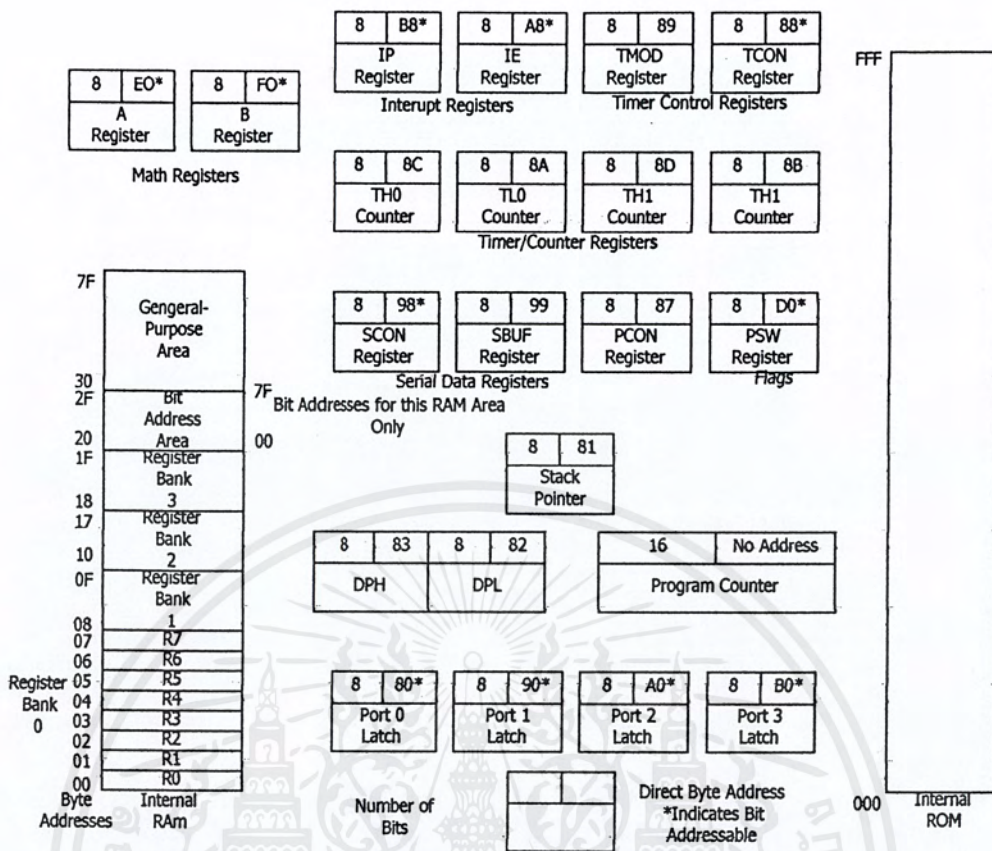 8 B8*
IP
Register
8 A8*
IE
Register
Interupt Registers
8 89
TMOD
Register
8 88*
TCON
Register
Timer Control Registers
8 EO*
A
Register
8 FO*
B
Register
Math Registers
8 8C
TH0
Counter
8 8A
TL0
Counter
8 8D
TH1
Counter
8 8B
TH1
Counter
Timer/Counter Registers
8 98*
SCON
Register
8 99
SBUF
Register
Serial Data Registers
8 87
PCON
Register
8 D0*
PSW
Register
Flags
7F
Gengeral-
Purpose
Area
30
2F
Bit
Address
Area
20
7F
Bit Addresses for this RAM Area
Only
00
1F
Register
Bank
3
18
17
Register
Bank
2
10
0F
Register
Bank
1
08
07 R7
06 R6
05 R5
04 R4
03 R3
02 R2
01 R1
00 R0
Register
Bank
0
Byte
Addresses
Internal
RAm
8 81
Stack
Pointer
8 83 8 82
DPH DPL
16 No Address
Program Counter
8 80*
Port 0
Latch
8 90*
Port 1
Latch
8 A0*
Port 2
Latch
8 B0*
Port 3
Latch
Number of
Bits
Direct Byte Address
*Indicates Bit
Addressable
FFF
000
Internal
ROM